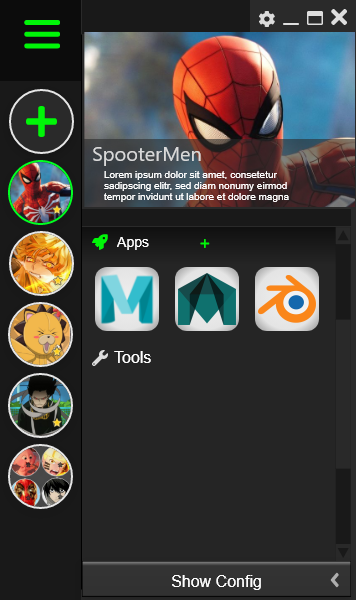 SpooterMen
Lorem ipsum dolor sit amet, consetetur
sadipscing elitr, sed diam nonumy eirmod
tempor invidunt ut labore et dolore magna
Apps
Tools
Show Config